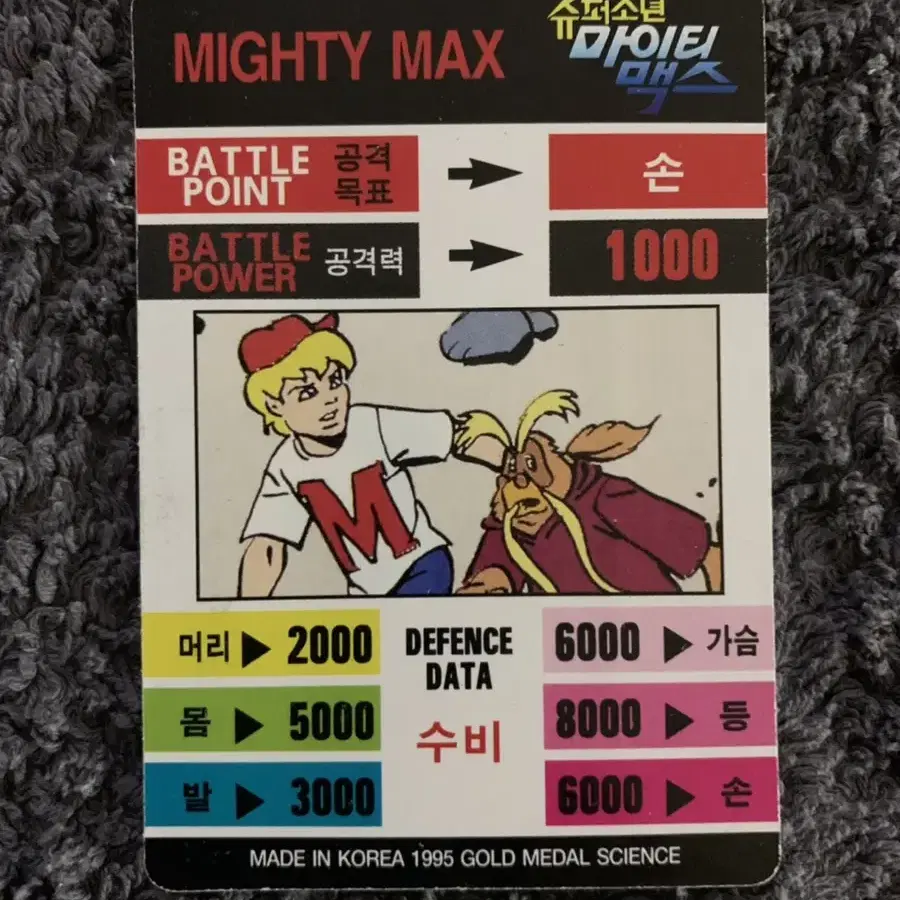 MIGHTY MAX
슈퍼소년
마이티
맥스
BATTLE POINT
공격
목표
손
BATTLE POWER
공격력
1000
M
머리 ▶ 2000
몸 ▶ 5000
발 ▶ 3000
DEFENCE
DATA
수비
6000 ▶ 가슴
8000 ▶ 등
6000 ▶ 손
MADE IN KOREA 1995 GOLD MEDAL SCIENCE